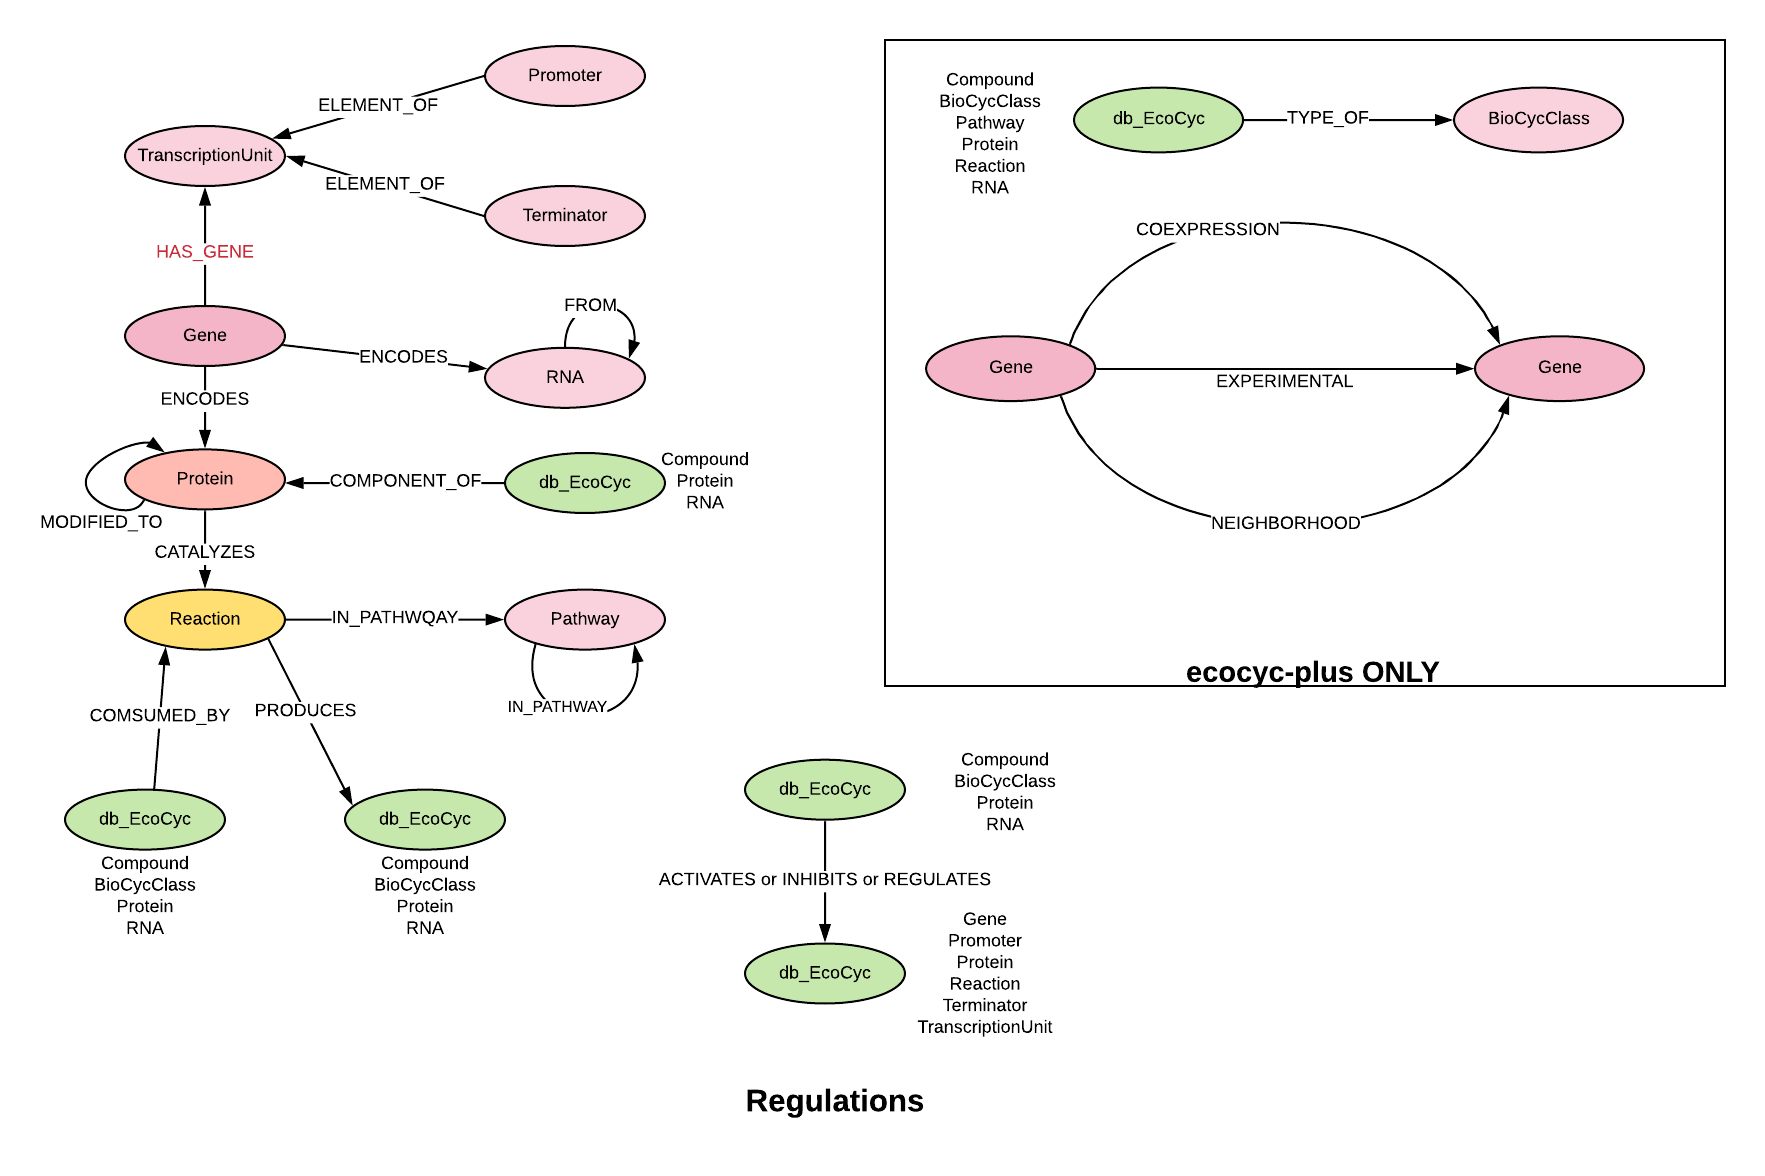 Promoter
ELEMENT_OF
TranscriptionUnit
ELEMENT_OF
Terminator
HAS_GENE
Gene
FROM
ENCODES
RNA
ENCODES
Protein
COMPONENT_OF
db_EcoCyc
Compound
Protein
RNA
MODIFIED_TO
CATALYZES
Reaction
IN_PATHWQAY
Pathway
IN_PATHWAY
COMSUMED_BY
PRODUCES
db_EcoCyc
Compound
BioCycClass
Protein
RNA
db_EcoCyc
Compound
BioCycClass
Protein
RNA
Compound
BioCycClass
Pathway
Protein
Reaction
RNA
db_EcoCyc
TYPE_OF
BioCycClass
COEXPRESSION
Gene
EXPERIMENTAL
Gene
NEIGHBORHOOD
ecocyc-plus ONLY
db_EcoCyc
Compound
BioCycClass
Protein
RNA
ACTIVATES or INHIBITS or REGULATES
db_EcoCyc
Gene
Promoter
Protein
Reaction
Terminator
TranscriptionUnit
Regulations